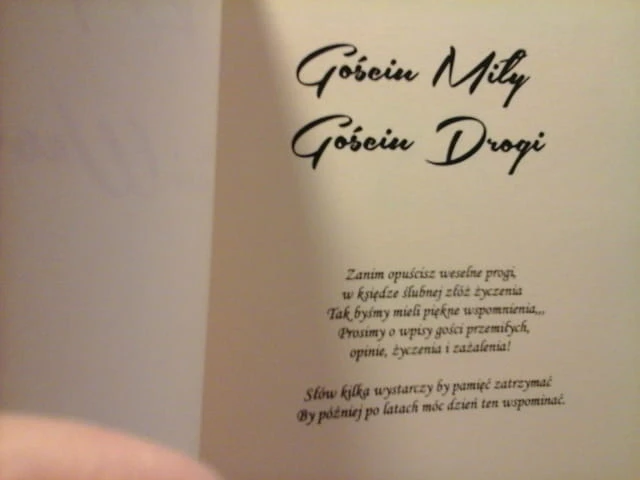 Gościu Miły
Gościu Drogi
Zanim opuścisz weselne progi,
w księdze ślubnej złóż życzenia
Tak byśmy mieli piękne wspomnienia,,,
Prosimy o wpisy gości przemiłych,
opinie, życzenia i zażalenia!
Słów kilka wystarczy by pamięć zatrzymać
By później po latach móc dzień ten wspominać.